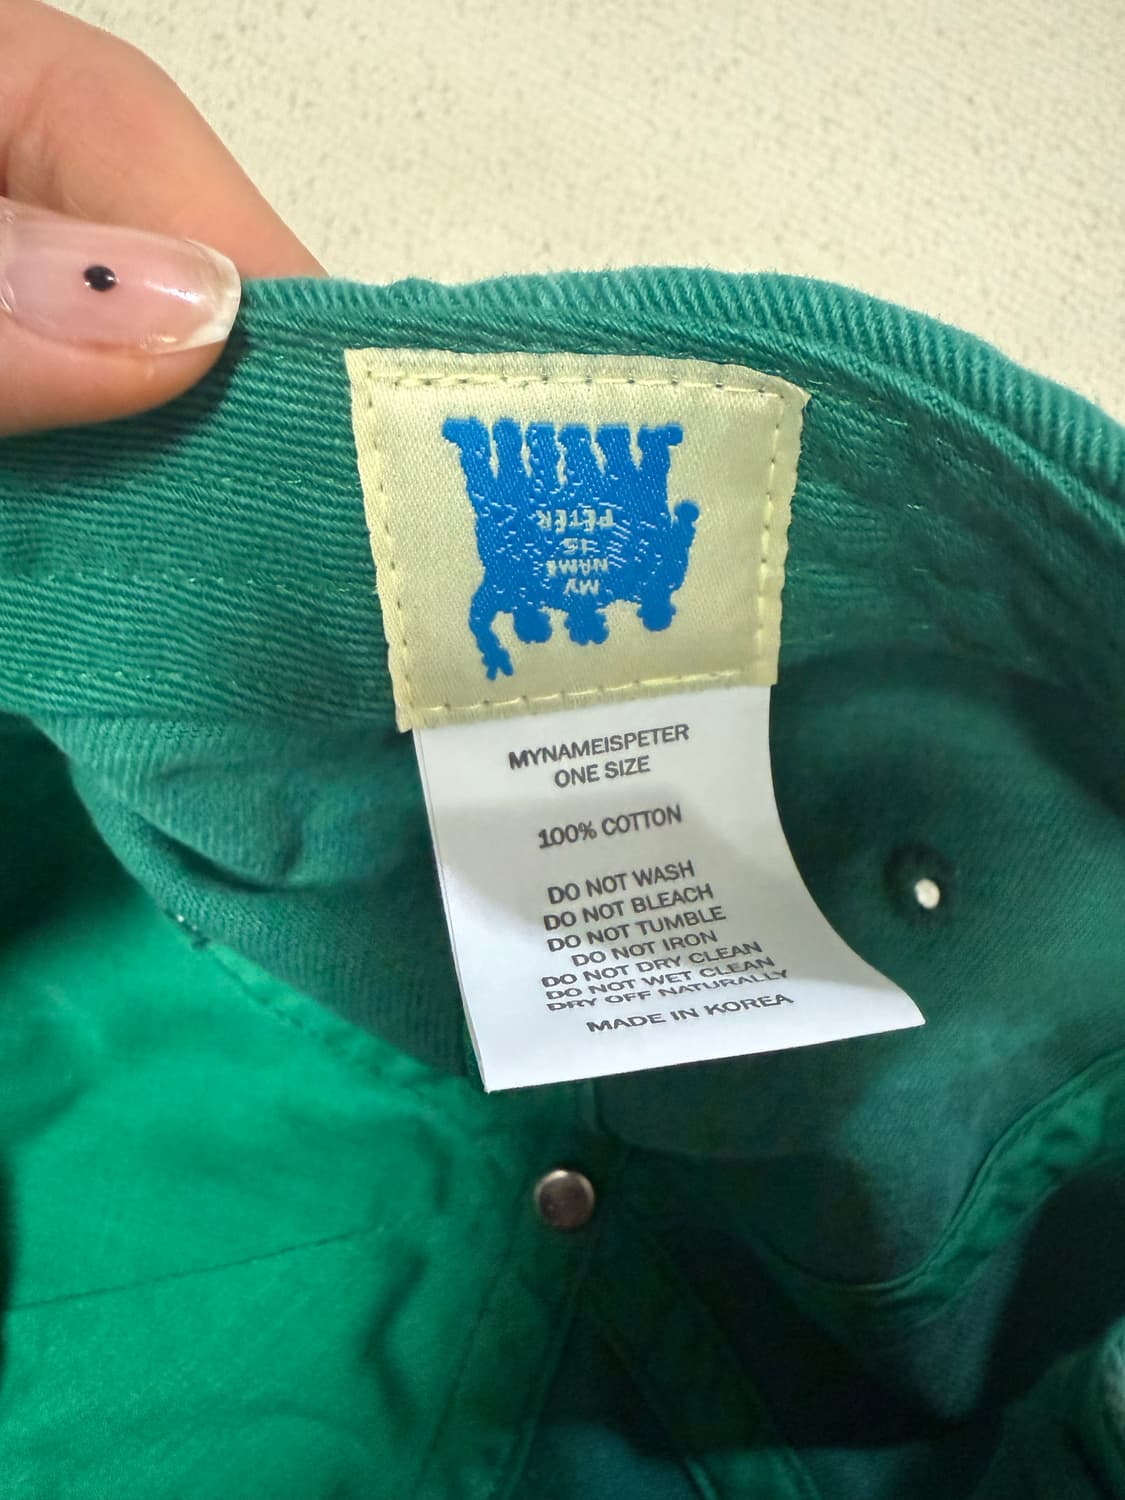 MY
NAME
IS
PETER
MYNAMEISPETER
ONE SIZE
100% COTTON
DO NOT WASH
DO NOT BLEACH
DO NOT TUMBLE
DO NOT IRON
DO NOT DRY CLEAN
DO NOT WET CLEAN
DRY OFF NATURALLY
MADE IN KOREA